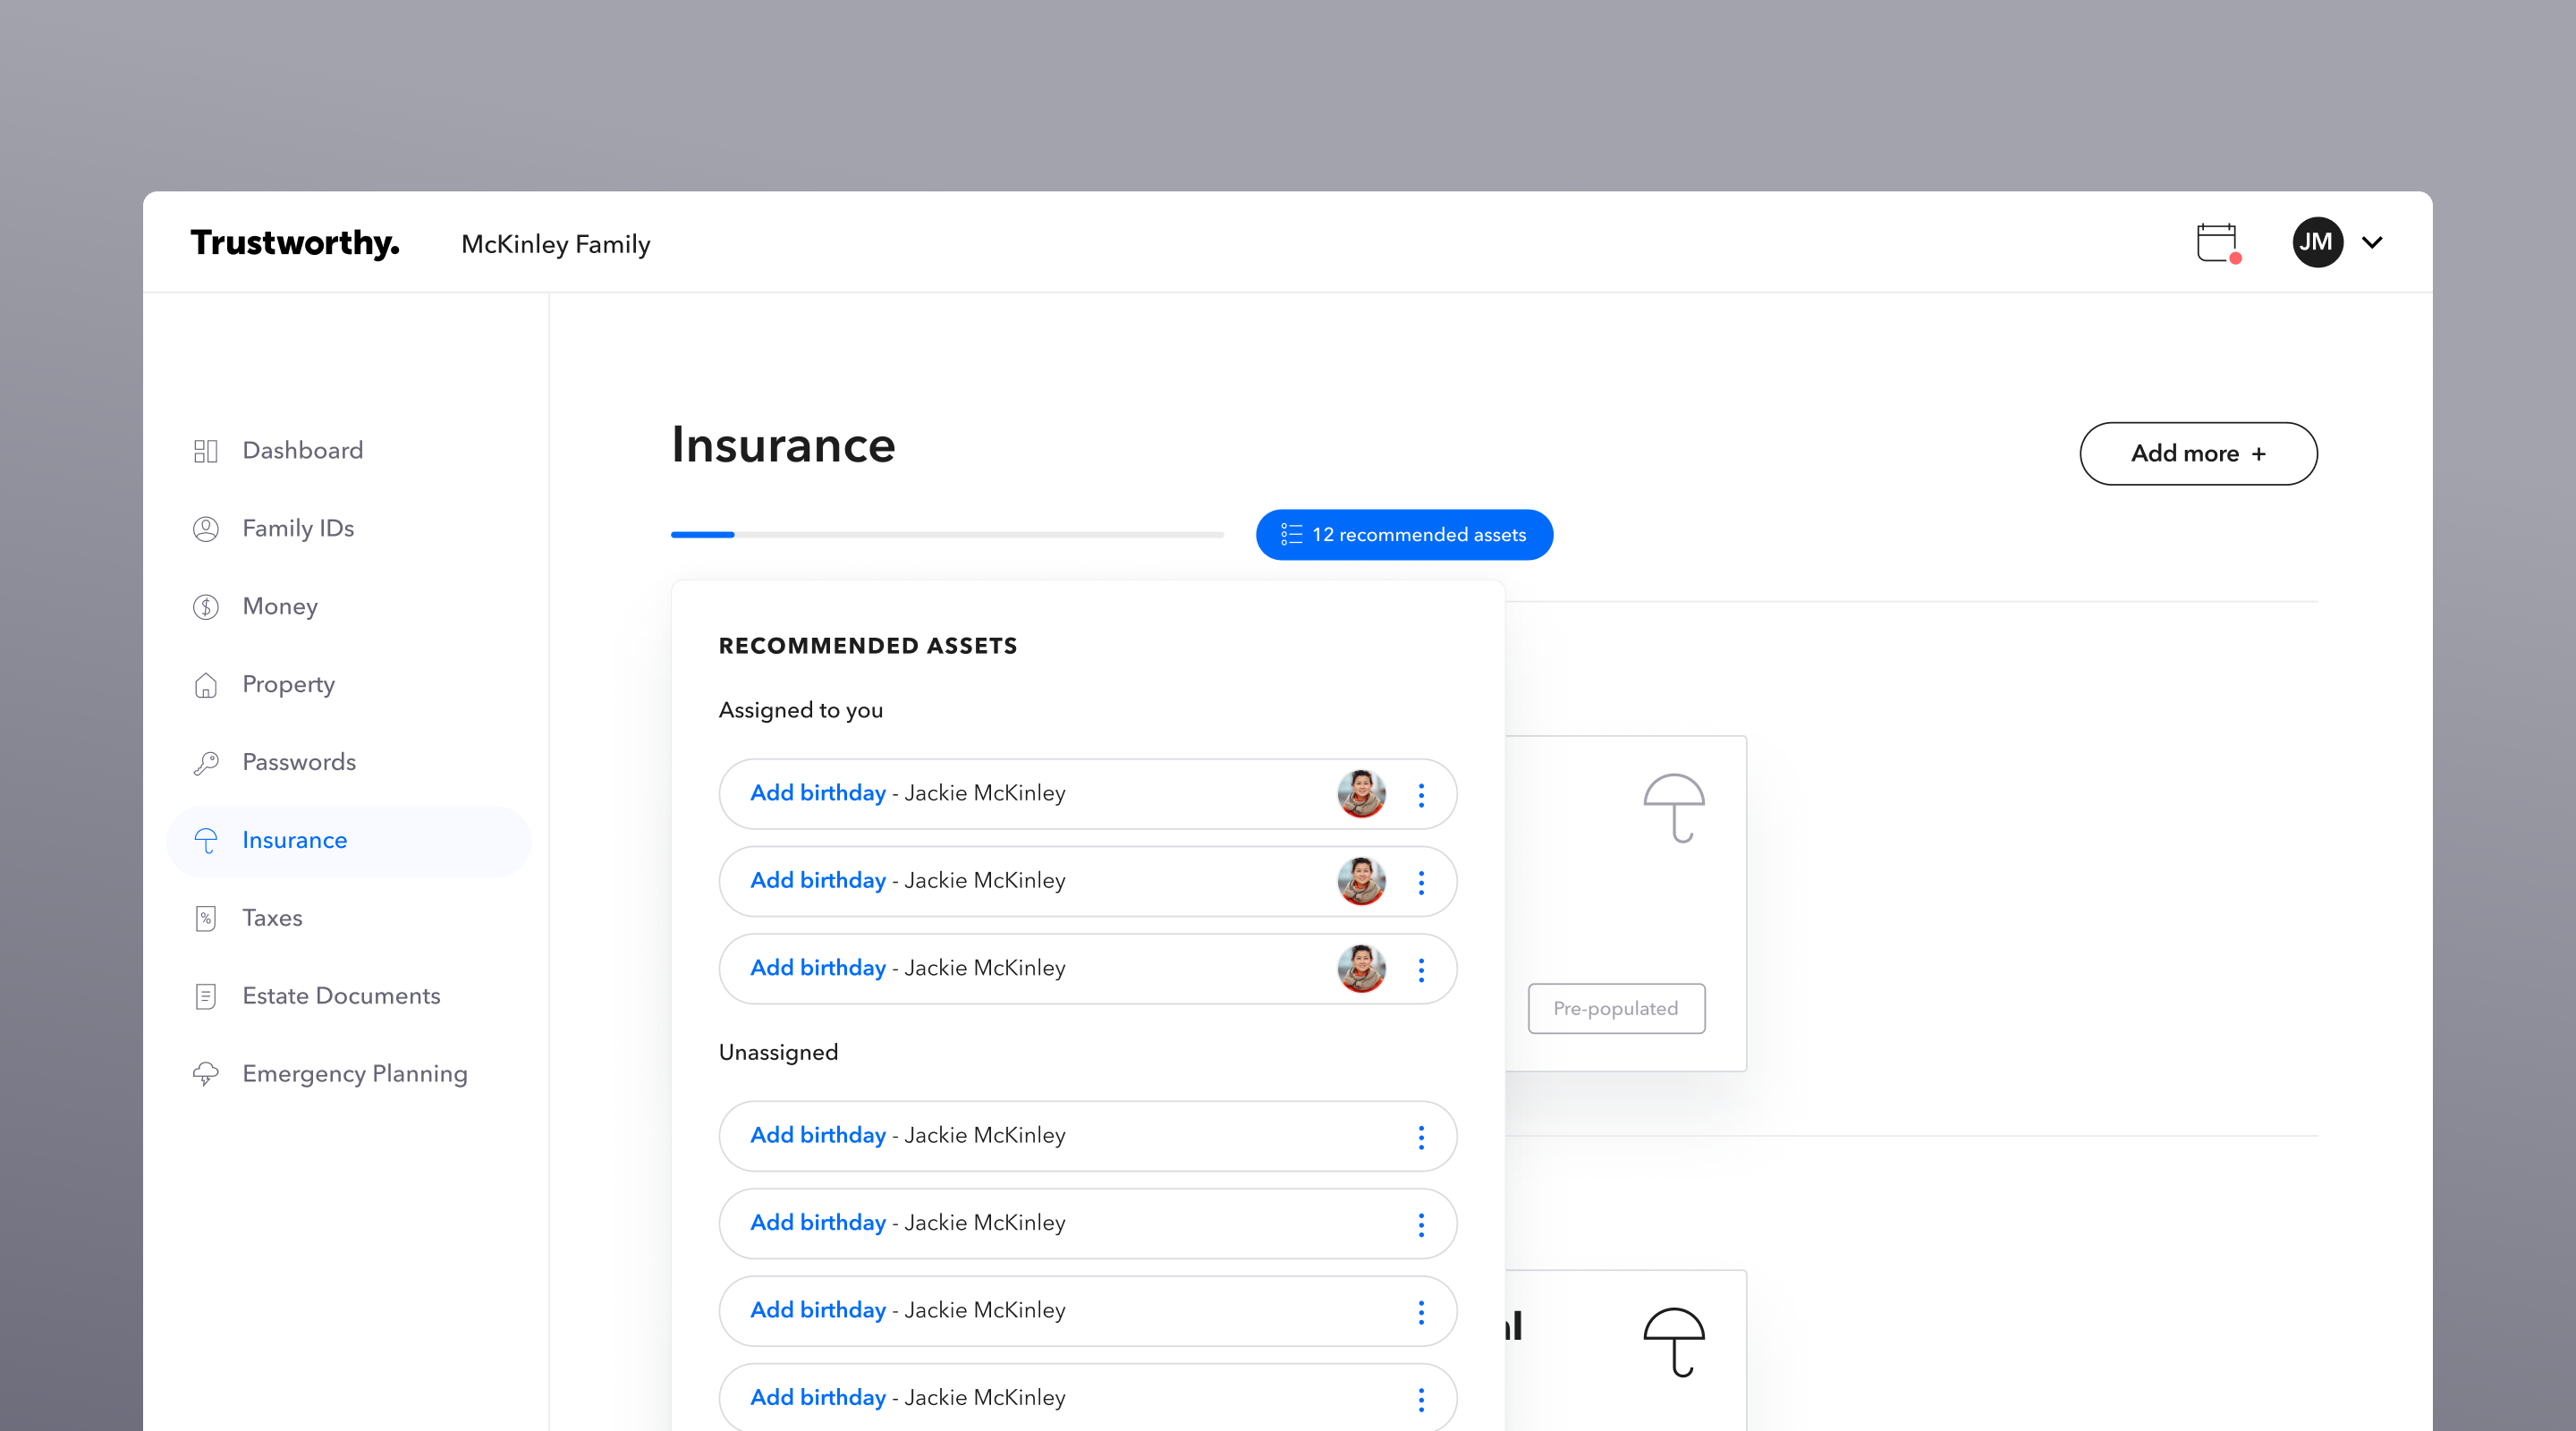 Trustworthy.
McKinley Family
JM
Dashboard
Family IDs
Money
Property
Passwords
Insurance
Taxes
Estate Documents
Emergency Planning
Insurance
Add more +
12 recommended assets
RECOMMENDED ASSETS
Assigned to you
Add birthday - Jackie McKinley
Add birthday - Jackie McKinley
Add birthday - Jackie McKinley
Pre-populated
Unassigned
Add birthday - Jackie McKinley
Add birthday - Jackie McKinley
Add birthday - Jackie McKinley
Add birthday - Jackie McKinley